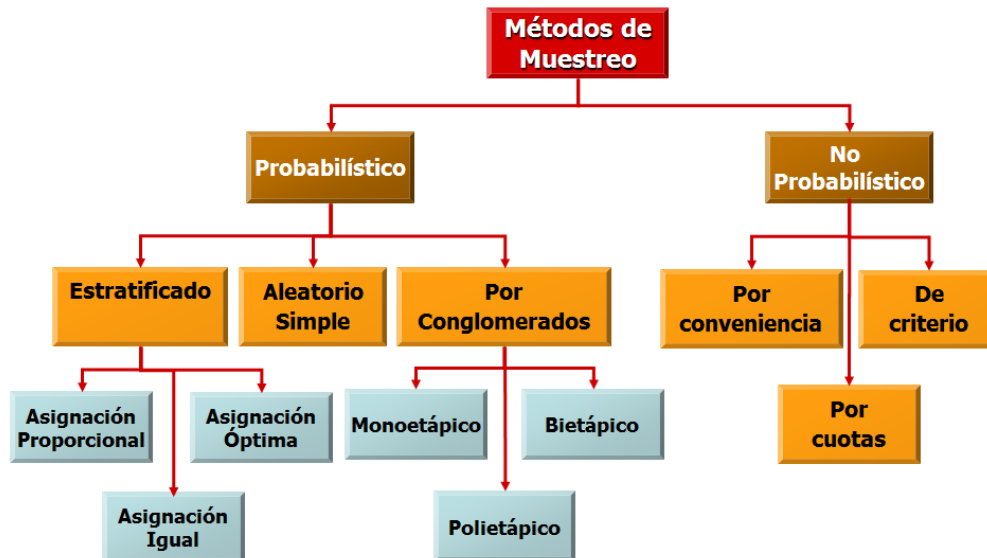 Métodos de
Muestreo
Probabilístico
No
Probabilístico
Estratificado
Aleatorio
Simple
Por
Conglomerados
Por
conveniencia
De
criterio
Por
cuotas
Asignación
Proporcional
Asignación
Óptima
Asignación
Igual
Monoetápico
Bietápico
Polietápico